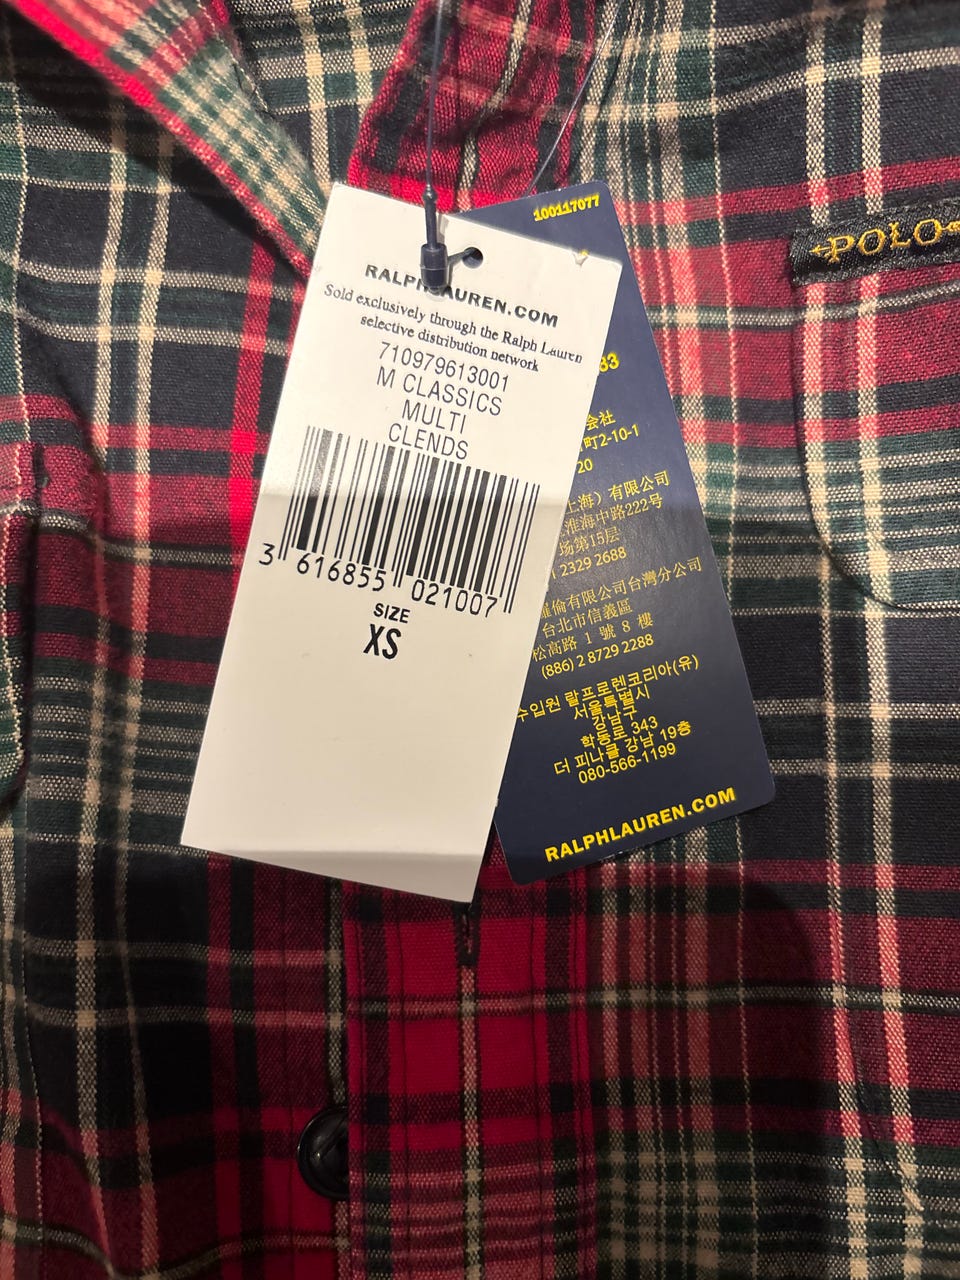 RALPHLAUREN.COM
Sold exclusively through the Ralph Lauren
selective distribution network
710979613001
M CLASSICS
MULTI
CLENDS
3 616855 021007
SIZE
XS
100117077
POLO
83
会社
町2-10-1
20
上海）有限公司
淮海中路222号
场第15层
2329 2688
羅倫有限公司台灣分公司
台北市信義區
松高路 1 號 8 樓
(886) 2 8729 2288
수입원 랄프로렌코리아(유)
서울특별시
강남구
학동로 343
더 피나클 강남 19층
080-566-1199
RALPHLAUREN.COM